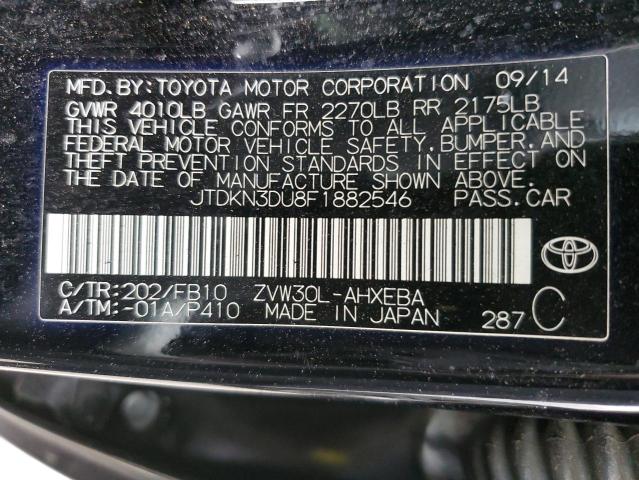 MFD. BY: TOYOTA MOTOR CORPORATION 09/14
GVWR 4010LB GAWR FR 2270LB RR 2175LB
THIS VEHICLE CONFORMS TO ALL APPLICABLE
FEDERAL MOTOR VEHICLE SAFETY, BUMPER, AND
THEFT PREVENTION STANDARDS IN EFFECT ON
THE DATE OF MANUFACTURE SHOWN ABOVE.
JTDKN3DU8F1882546 PASS.CAR
C/TR:202/FB10 ZVW30L-AHXEBA
A/TM:-01A/P410 MADE IN JAPAN 287 C